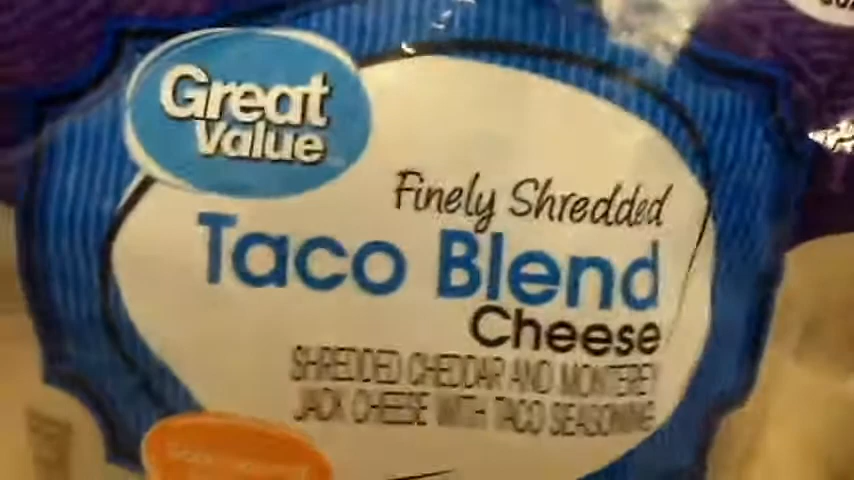 Great
Value
Finely Shredded
Taco Blend
Cheese
SHREDDED CHEDDAR AND MONTEREY
JACK CHEESE WITH TACO SEASONING